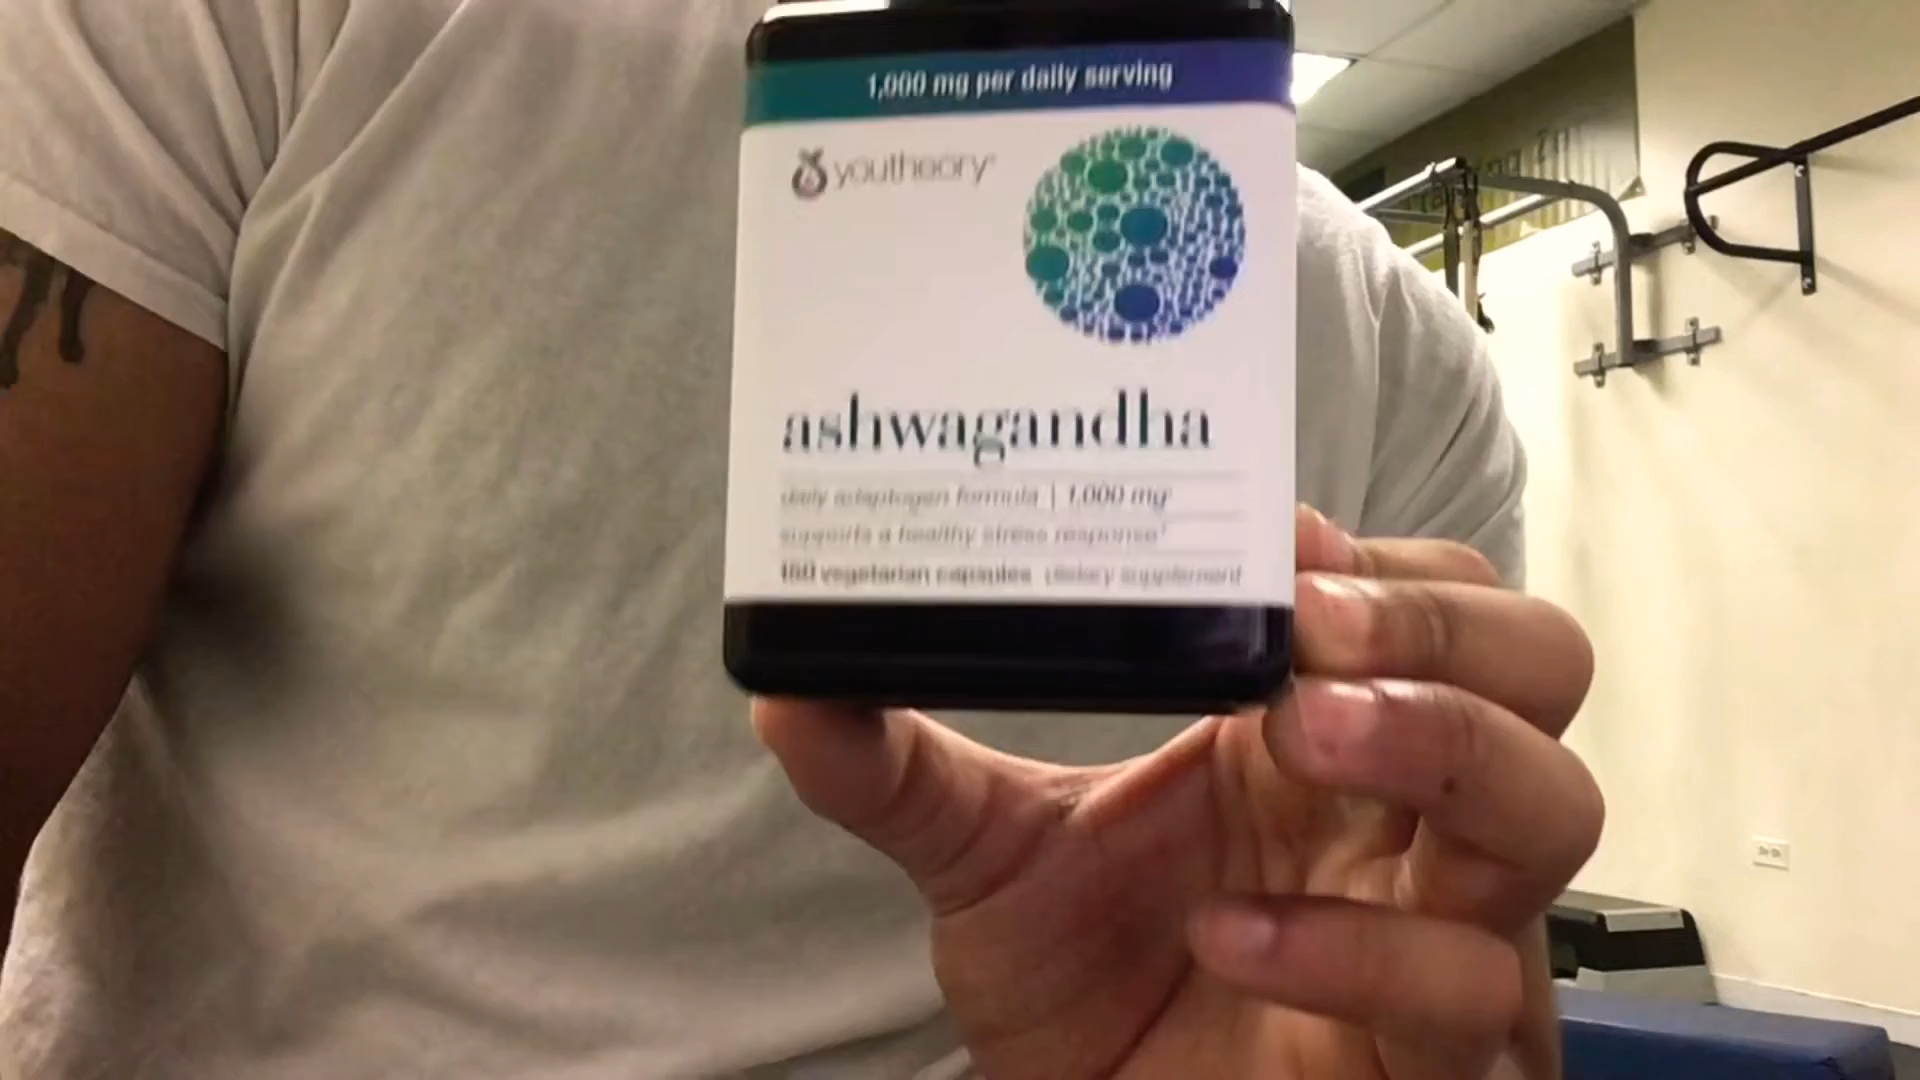 1,000 mg per daily serving
youtheory®
ashwagandha
daily adaptogen formula | 1,000 mg
supports a healthy stress response†
vegetarian capsules dietary supplement